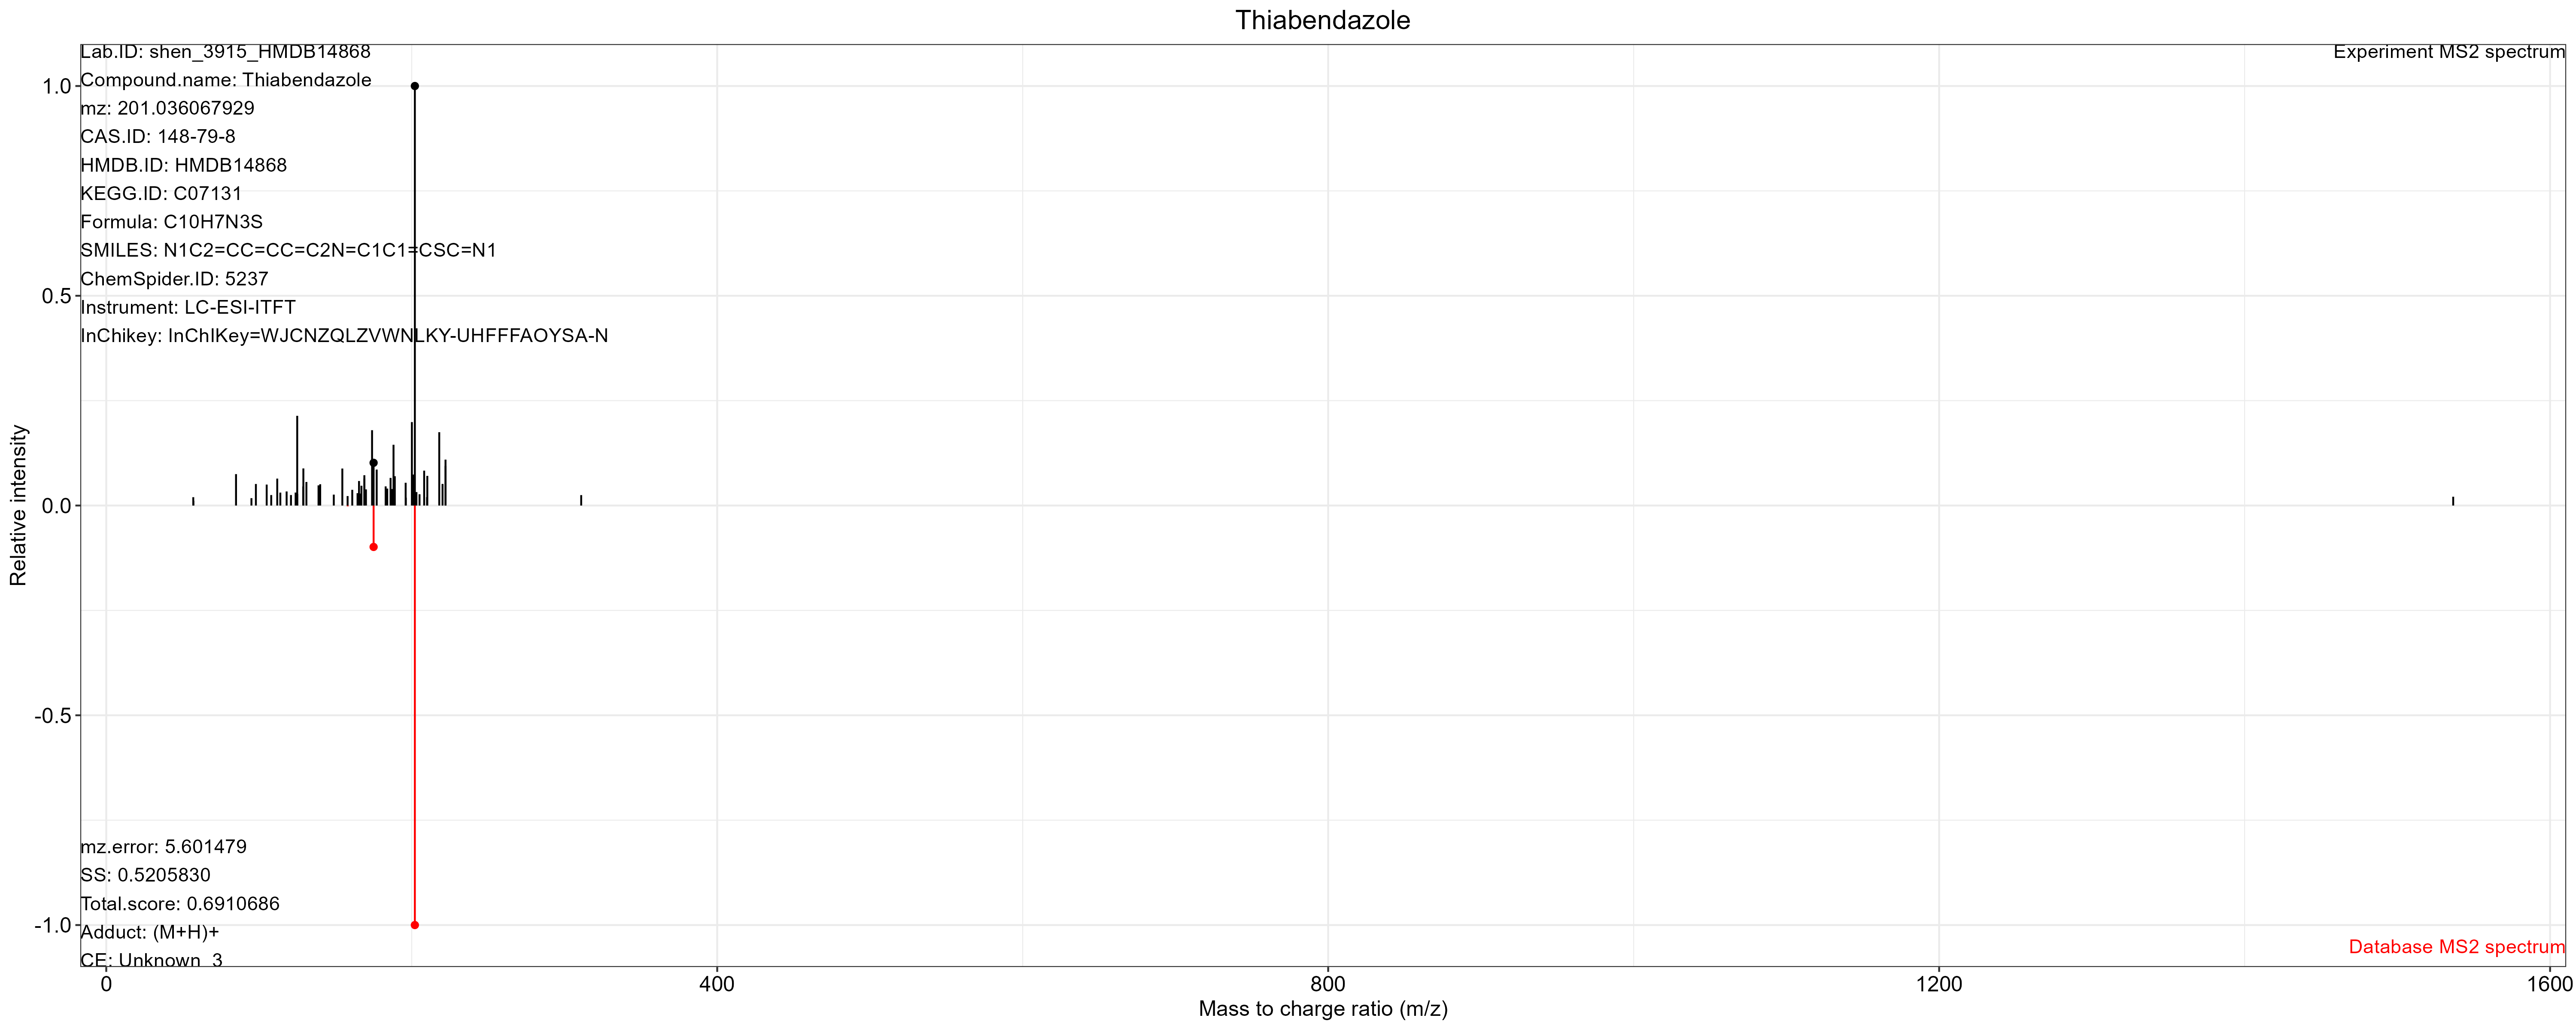 Thiabendazole
Lab.ID: shen_3915_HMDB14868
Experiment MS2 spectrum
Compound.name: Thiabendazole
mz: 201.036067929
CAS.ID: 148-79-8
HMDB.ID: HMDB14868
KEGG.ID: C07131
Formula: C10H7N3S
SMILES: N1C2=CC=CC=C2N=C1C1=CSC=N1
ChemSpider.ID: 5237
Instrument: LC-ESI-ITFT
InChikey: InChIKey=WJCNZQLZVWNLKY-UHFFFAOYSA-N
1.0
0.5
0.0
-0.5
-1.0
Relative intensity
mz.error: 5.601479
SS: 0.5205830
Total.score: 0.6910686
Adduct: (M+H)+
CE: Unknown_3
Database MS2 spectrum
0 400 800 1200 1600
Mass to charge ratio (m/z)